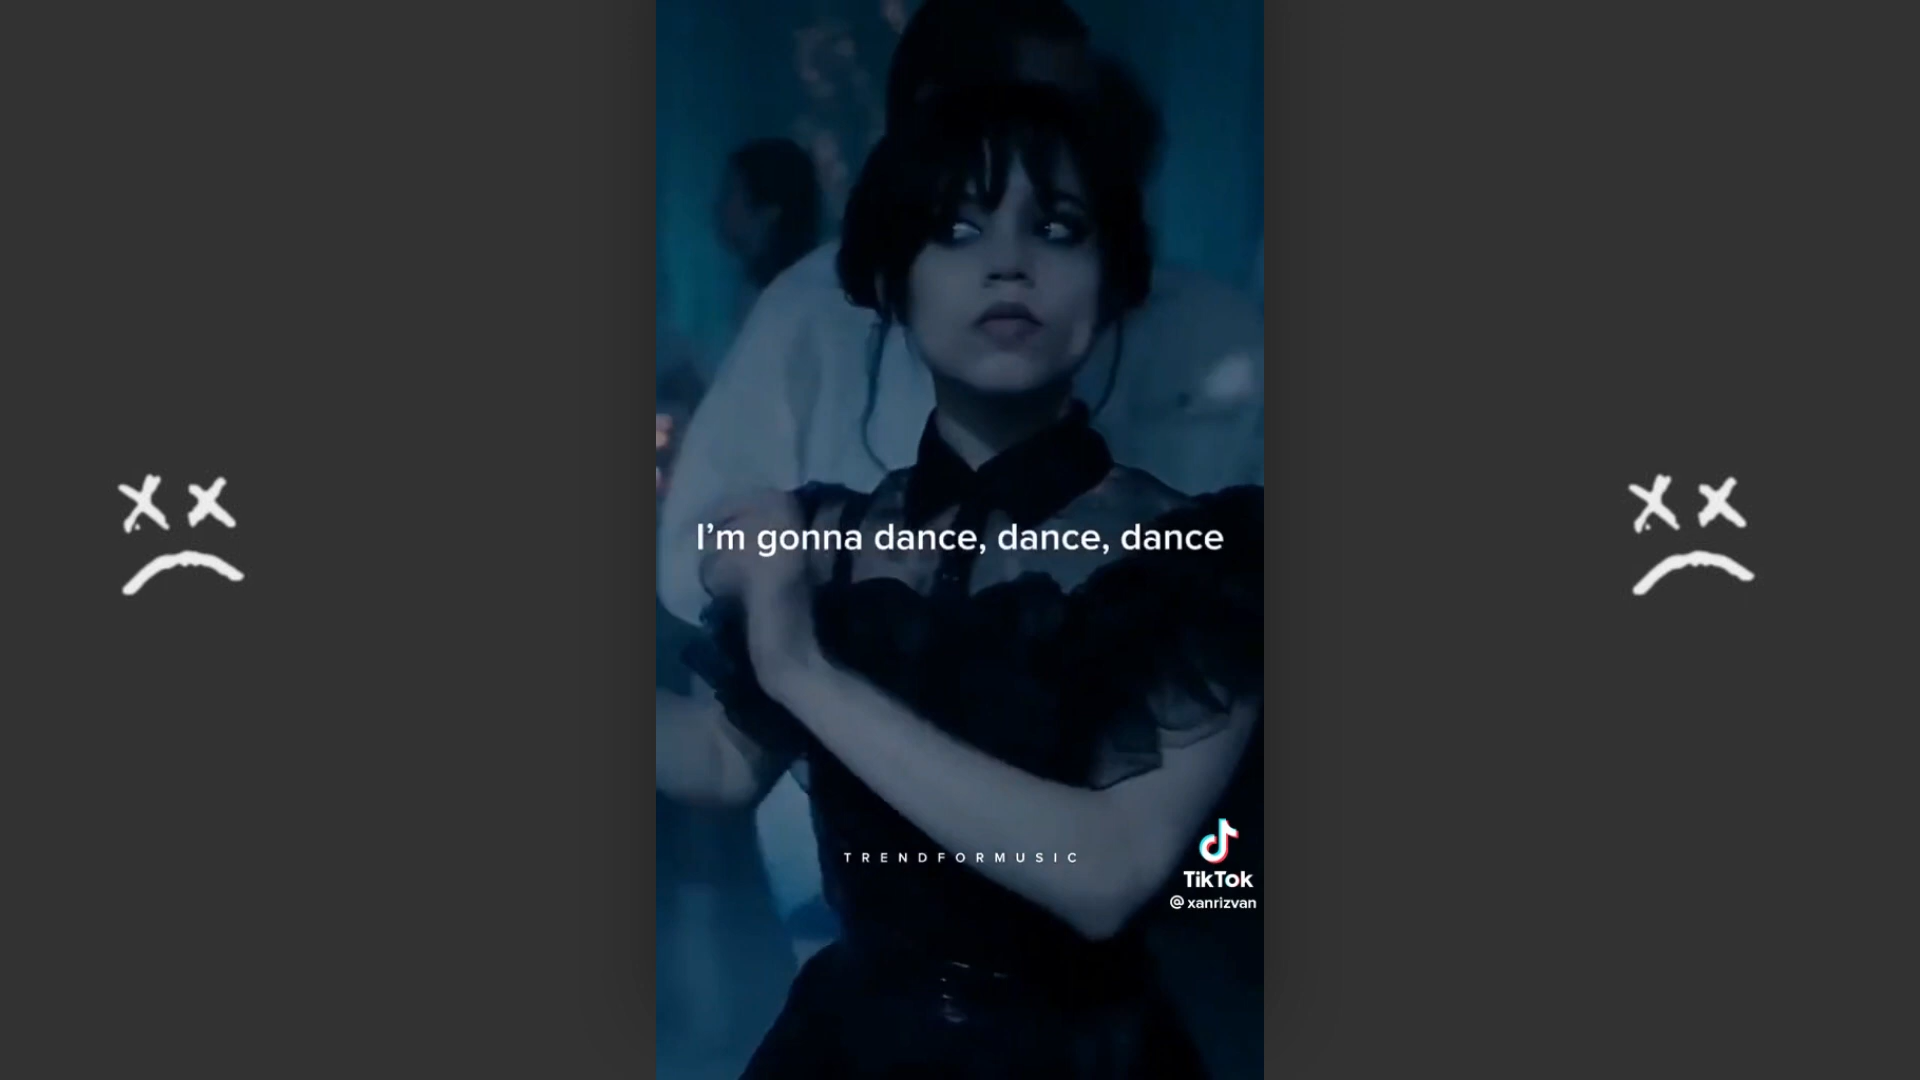 I’m gonna dance, dance, dance
TRENDFORMUSIC
TikTok
@xanrizvan